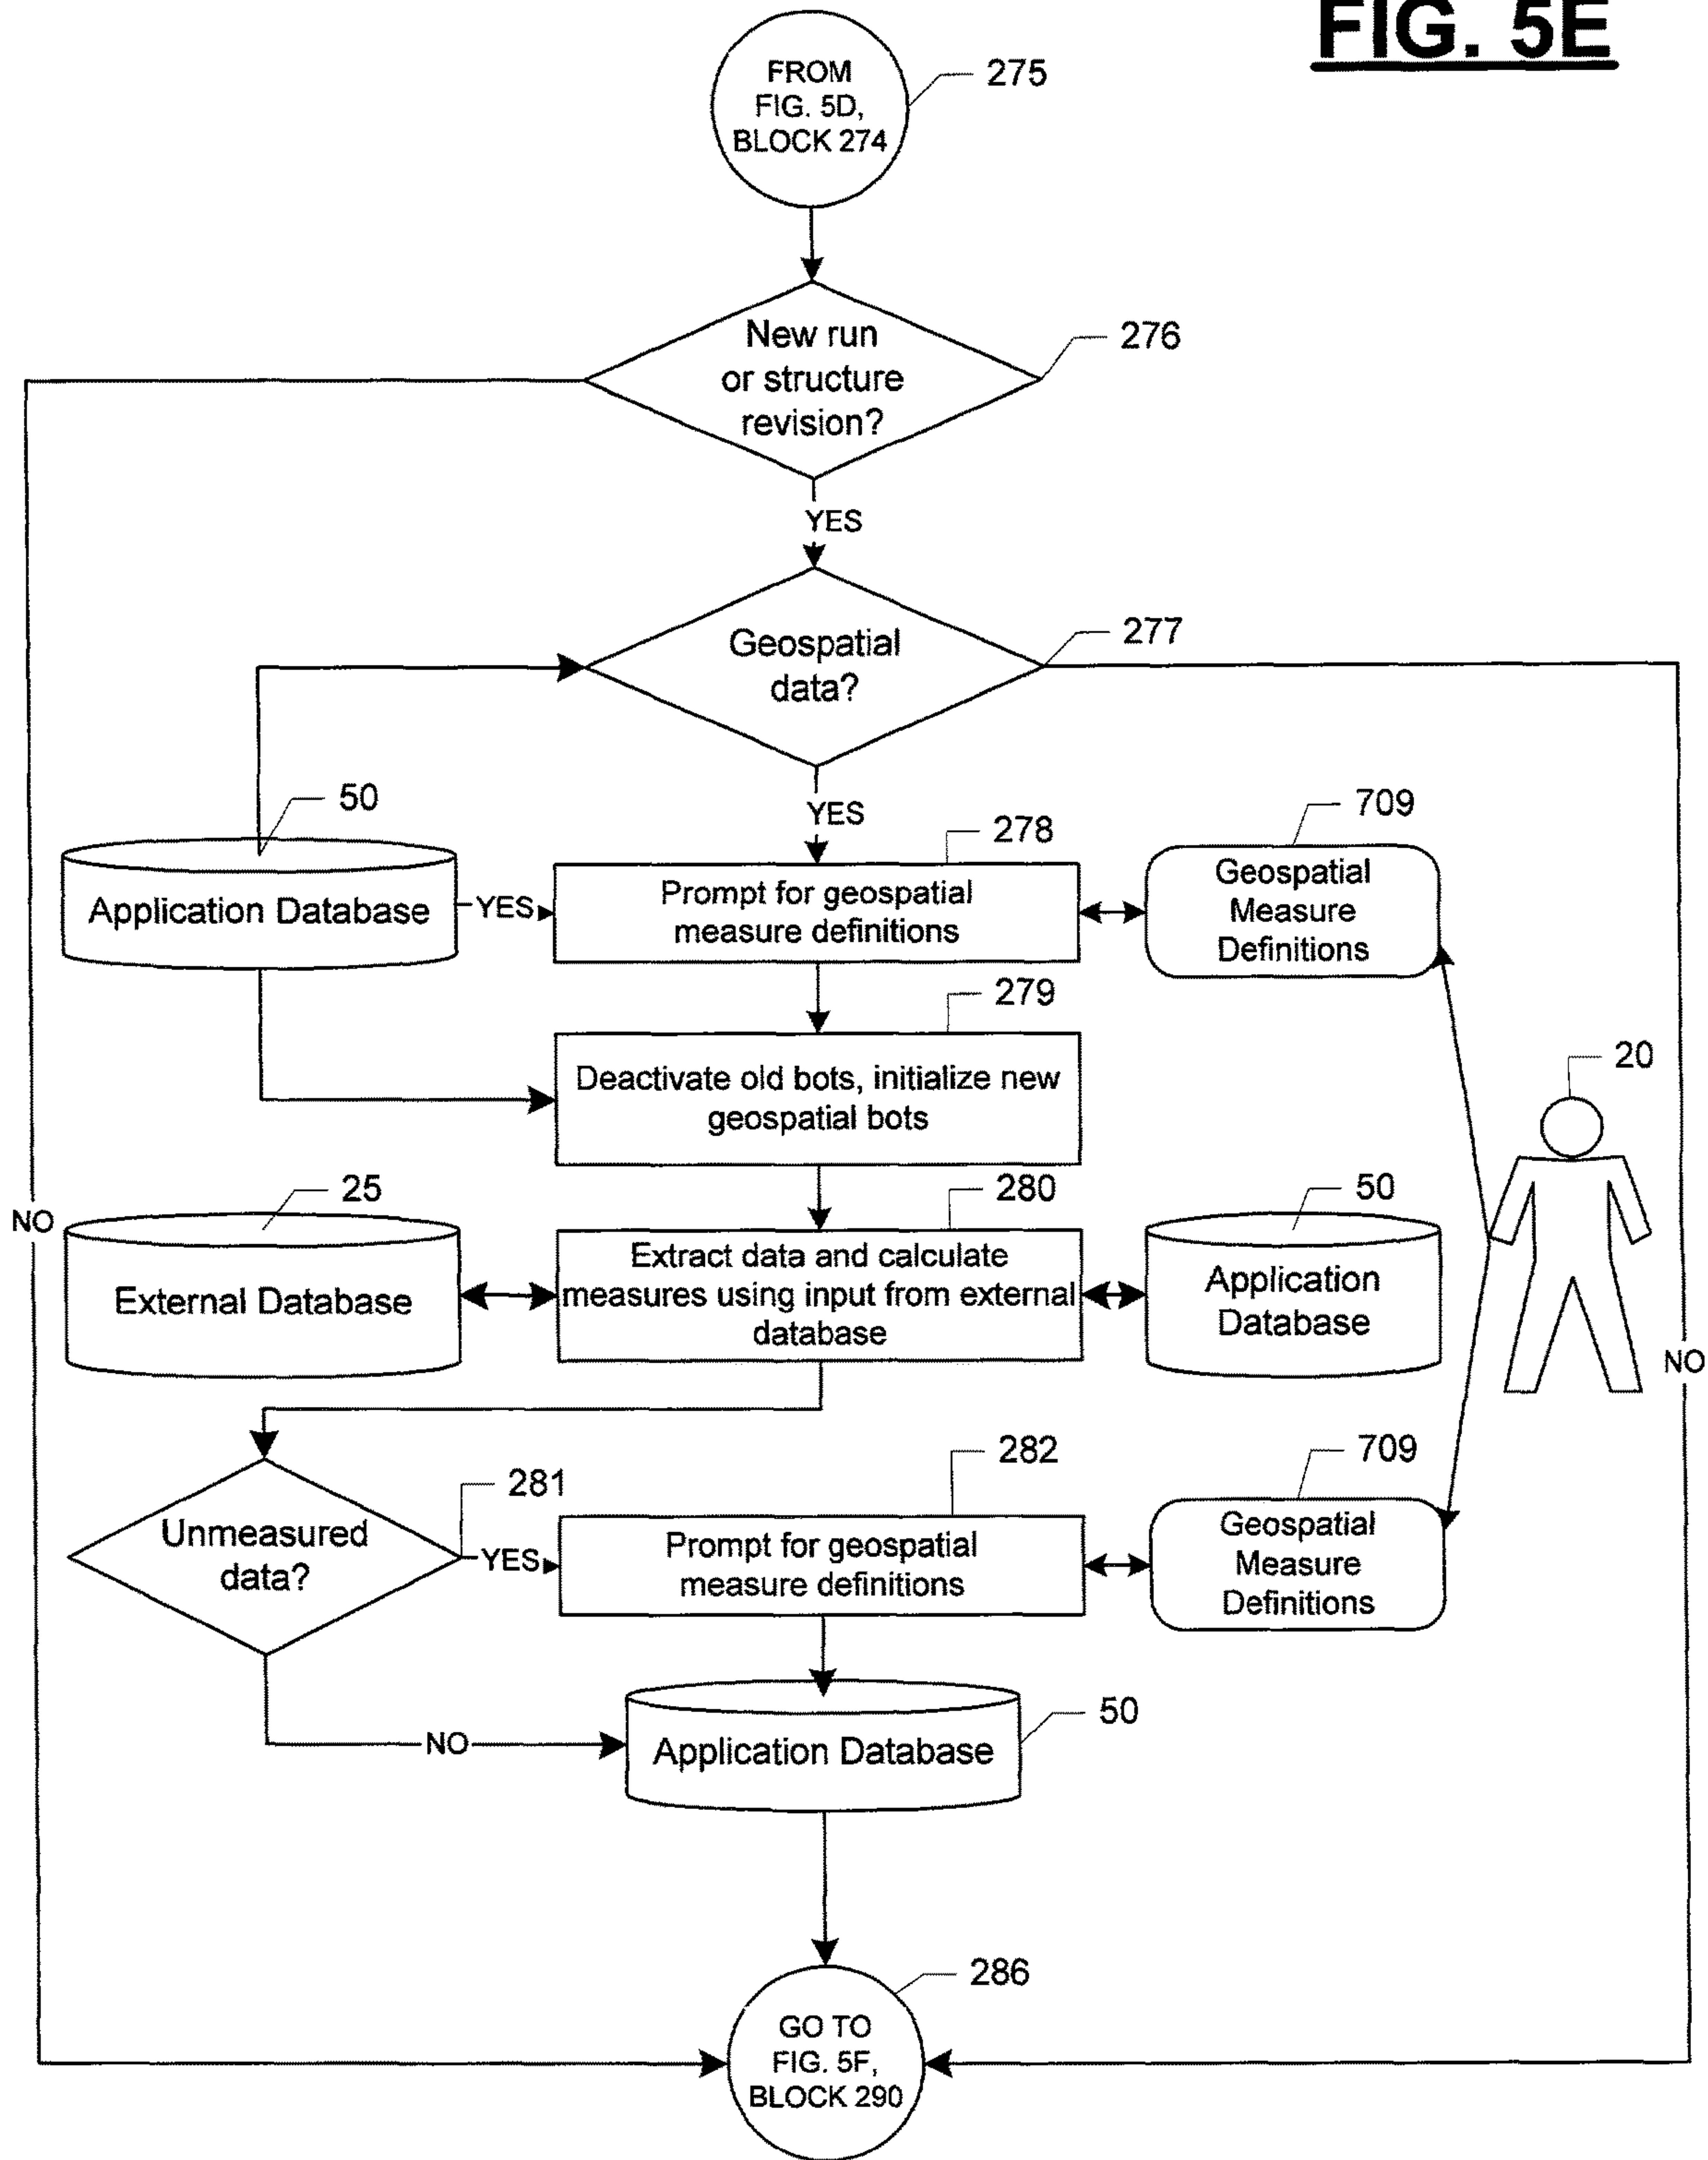 FIG. 5E
FROM
FIG. 5D,
BLOCK 274
275
New run
or structure
revision?
276
YES
Geospatial
data?
277
YES
50
Application Database
YES
278
Prompt for geospatial
measure definitions
709
Geospatial
Measure
Definitions
279
Deactivate old bots, initialize new
geospatial bots
20
NO
25
External Database
280
Extract data and calculate
measures using input from external
database
50
Application
Database
NO
281
Unmeasured
data?
YES
282
Prompt for geospatial
measure definitions
709
Geospatial
Measure
Definitions
NO
50
Application Database
286
GO TO
FIG. 5F,
BLOCK 290